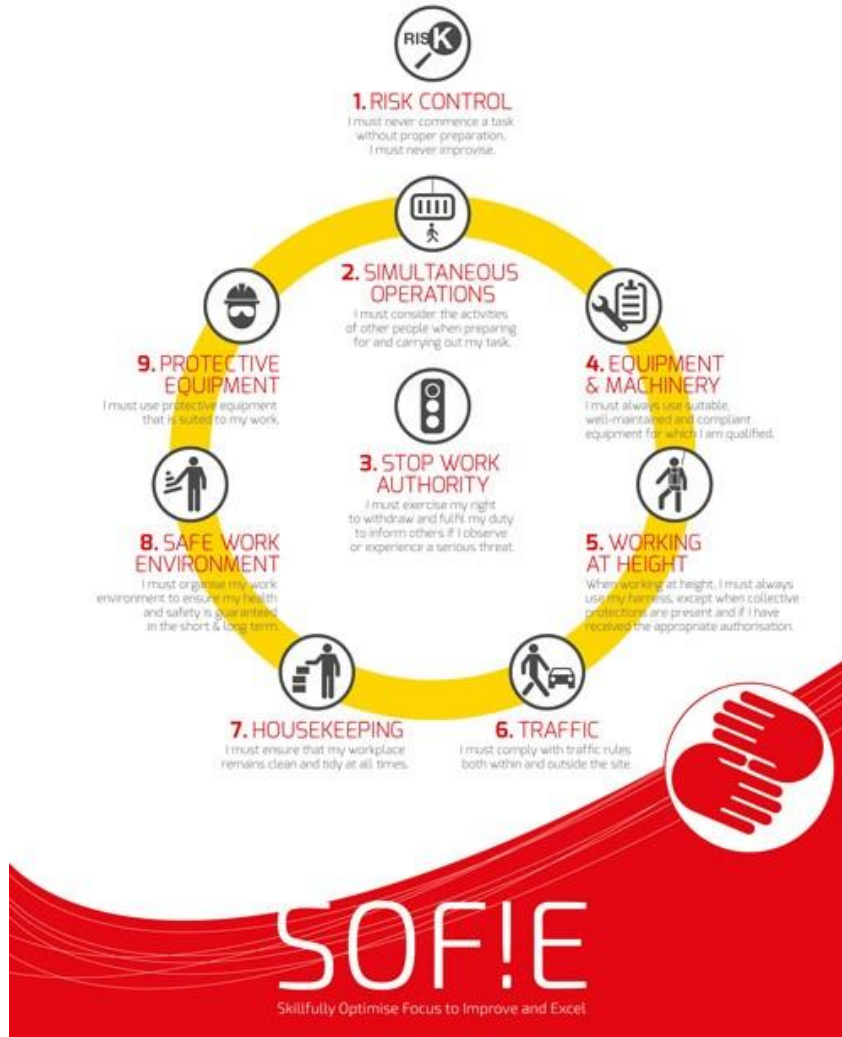 RISK
1. RISK CONTROL
I must never commence a task
without proper preparation.
I must never improvise.
2. SIMULTANEOUS
OPERATIONS
I must consider the activities
of other people when preparing
for and carrying out my task.
3. STOP WORK
AUTHORITY
I must exercise my right
to withdraw and fulfil my duty
to inform others if I observe
or experience a serious threat.
4. EQUIPMENT
& MACHINERY
I must always use suitable,
well-maintained and compliant
equipment for which I am qualified.
5. WORKING
AT HEIGHT
When working at height, I must always
use my harness, except when collective
protections are present and if I have
received the appropriate authorisation.
6. TRAFFIC
I must comply with traffic rules
both within and outside the site.
7. HOUSEKEEPING
I must ensure that my workplace
remains clean and tidy at all times.
8. SAFE WORK
ENVIRONMENT
I must organise my work
environment to ensure my health
and safety is guaranteed
in the short & long term.
9. PROTECTIVE
EQUIPMENT
I must use protective equipment
that is suited to my work.
SOF!E
Skillfully Optimise Focus to Improve and Excel